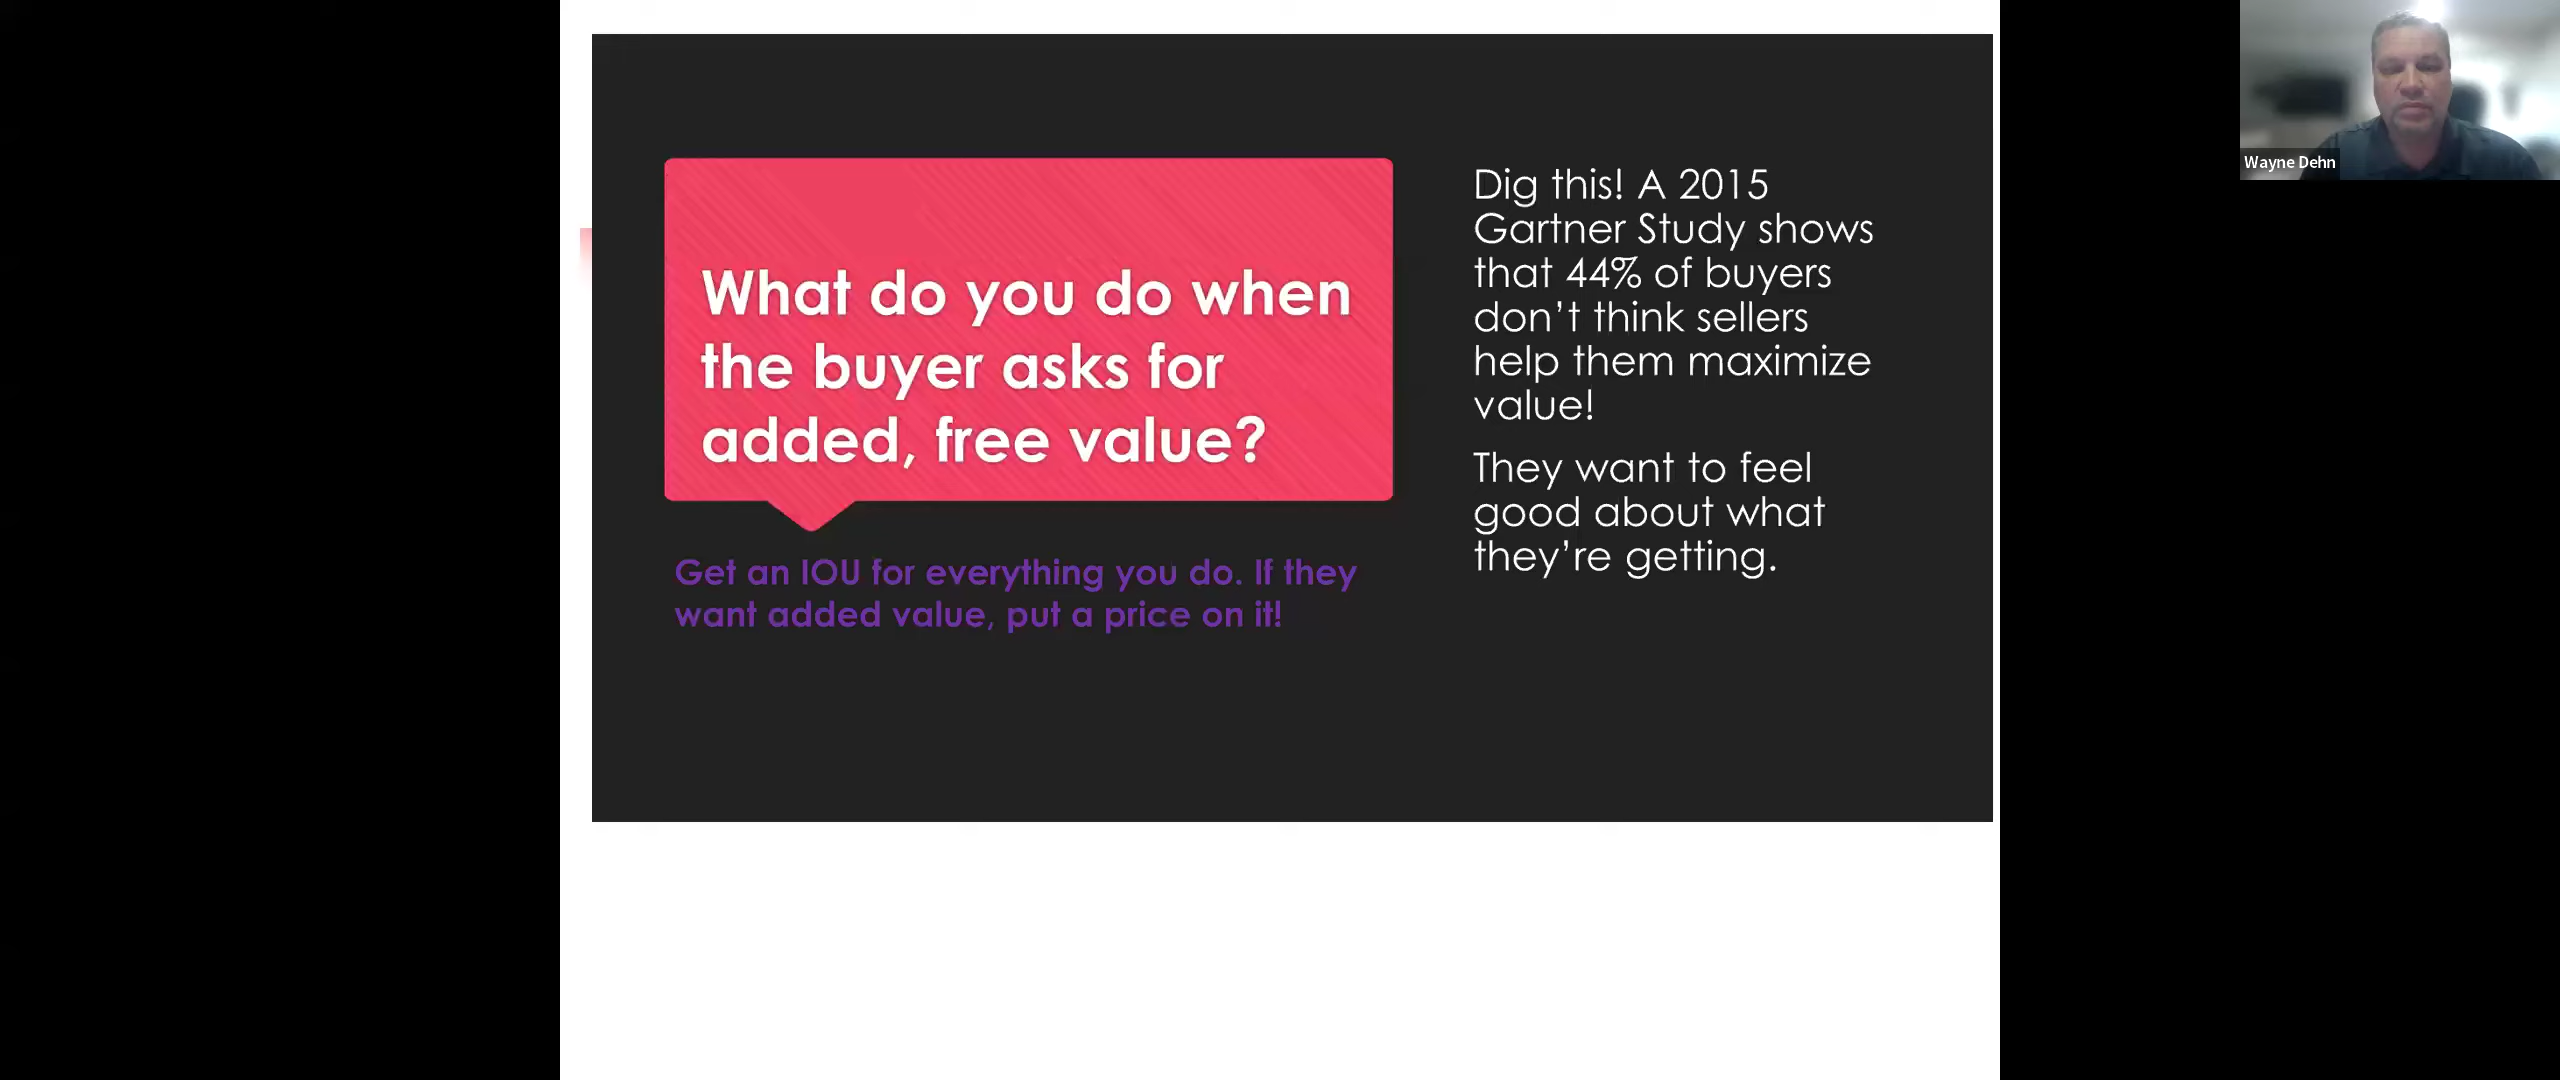 What do you do when
the buyer asks for
added, free value?
Get an IOU for everything you do. If they
want added value, put a price on it!
Dig this! A 2015
Gartner Study shows
that 44% of buyers
don’t think sellers
help them maximize
value!
They want to feel
good about what
they’re getting.
Wayne Dehn